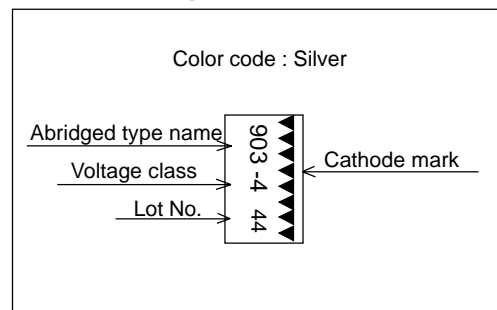 Color code : Silver
Abridged type name
Voltage class
Lot No.
903 -4 44
Cathode mark